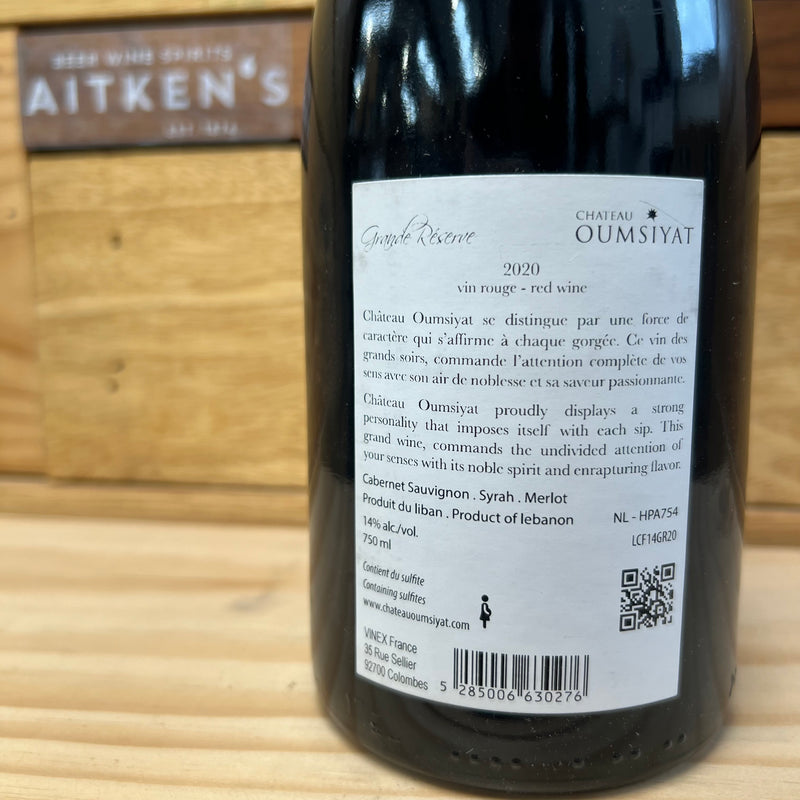 BEER WINE SPIRITS
AITKEN'S
Grande Réserve
CHATEAU
OUMSIYAT
2020
vin rouge - red wine
Château Oumsiyat se distingue par une force de
caractère qui s'affirme à chaque gorgée. Ce vin des
grands soirs, commande l'attention complète de vos
sens avec son air de noblesse et sa saveur passionnante.
Château Oumsiyat proudly displays a strong
personality that imposes itself with each sip. This
grand wine, commands the undivided attention of
your senses with its noble spirit and enrapturing flavor.
Cabernet Sauvignon . Syrah . Merlot
Produit du liban . Product of lebanon
NL - HPA754
14% alc./vol.
LCF14GR20
750 ml
Contient du sulfite
Containing sulfites
www.chateauoumsiyat.com
VINEX France
35 Rue Sellier
92700 Colombes
5 285006 630276